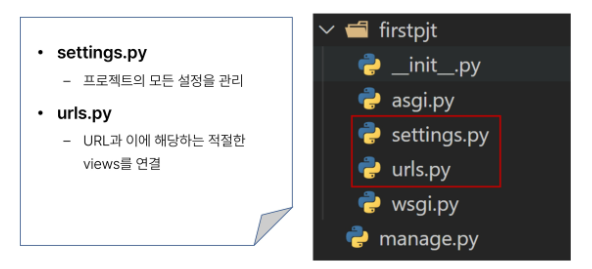 • settings.py
– 프로젝트의 모든 설정을 관리
• urls.py
– URL과 이에 해당하는 적절한
views를 연결
firstpjt
__init__.py
asgi.py
settings.py
urls.py
wsgi.py
manage.py